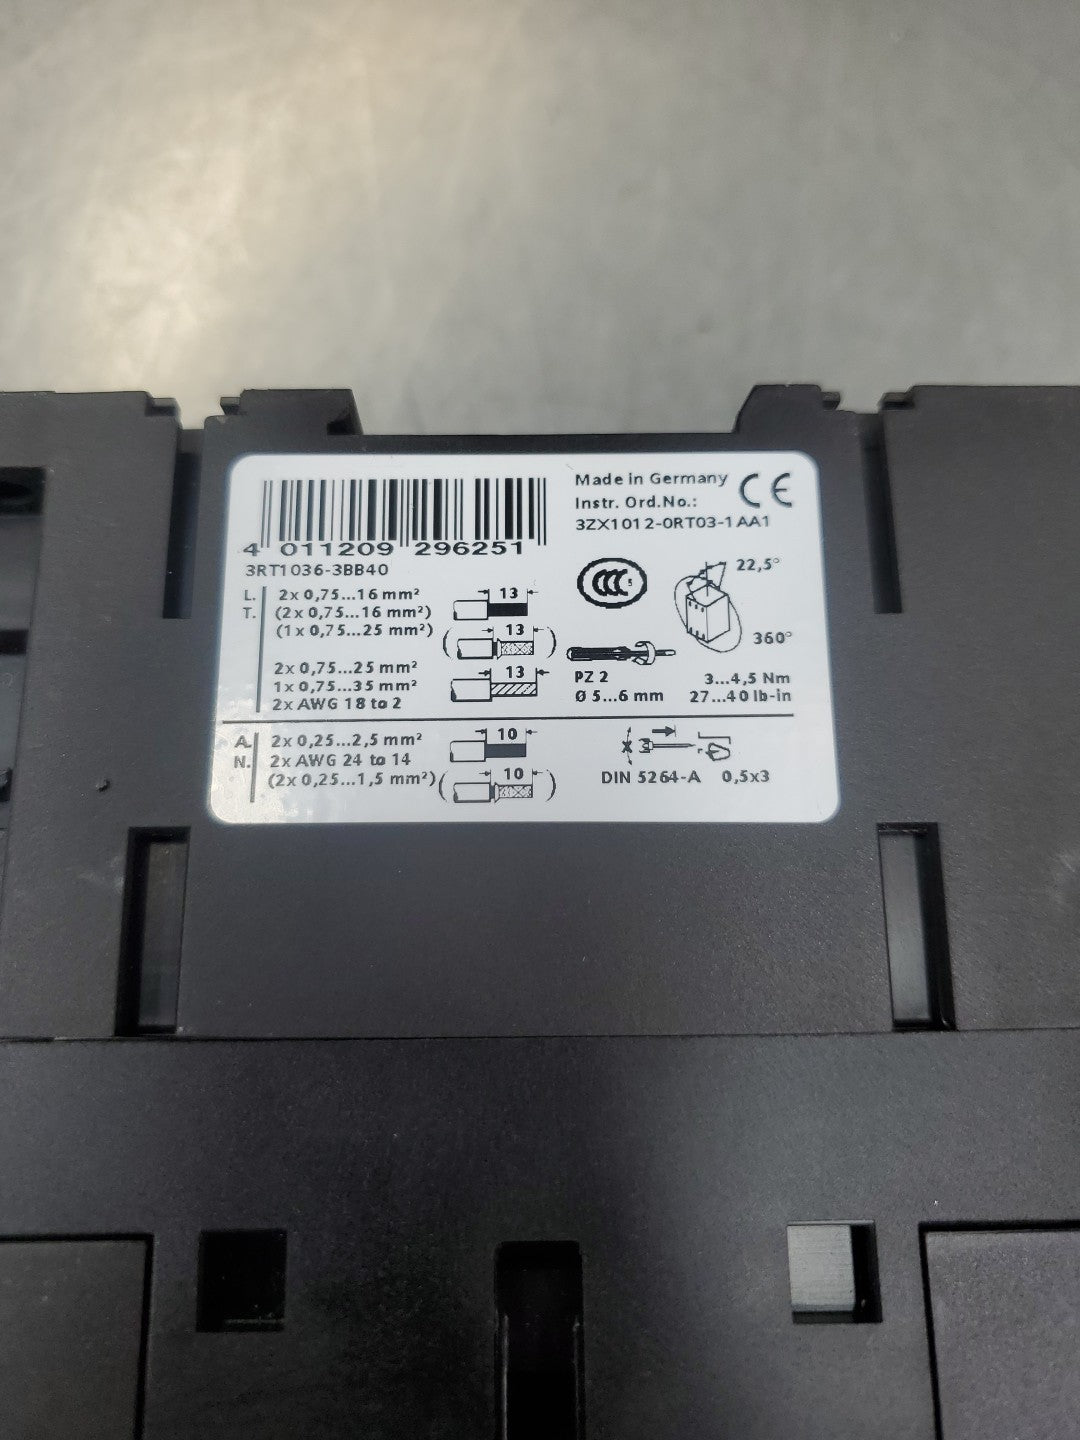 Made in Germany
Instr. Ord.No.:
3ZX1012-0RT03-1AA1
CE
4 011209 296251
3RT1036-3BB40
CCC S
22,5°
360°
L.
T.
2x 0,75...16 mm²
(2x 0,75...16 mm²)
(1x 0,75...25 mm²)
13
( 13 )
2x 0,75...25 mm²
1x 0,75...35 mm²
2x AWG 18 to 2
13
PZ 2
Ø 5...6 mm
3...4,5 Nm
27...40 lb-in
A.
N.
2x 0,25...2,5 mm²
2x AWG 24 to 14
(2x 0,25...1,5 mm²)
10
( 10 )
DIN 5264-A 0,5x3